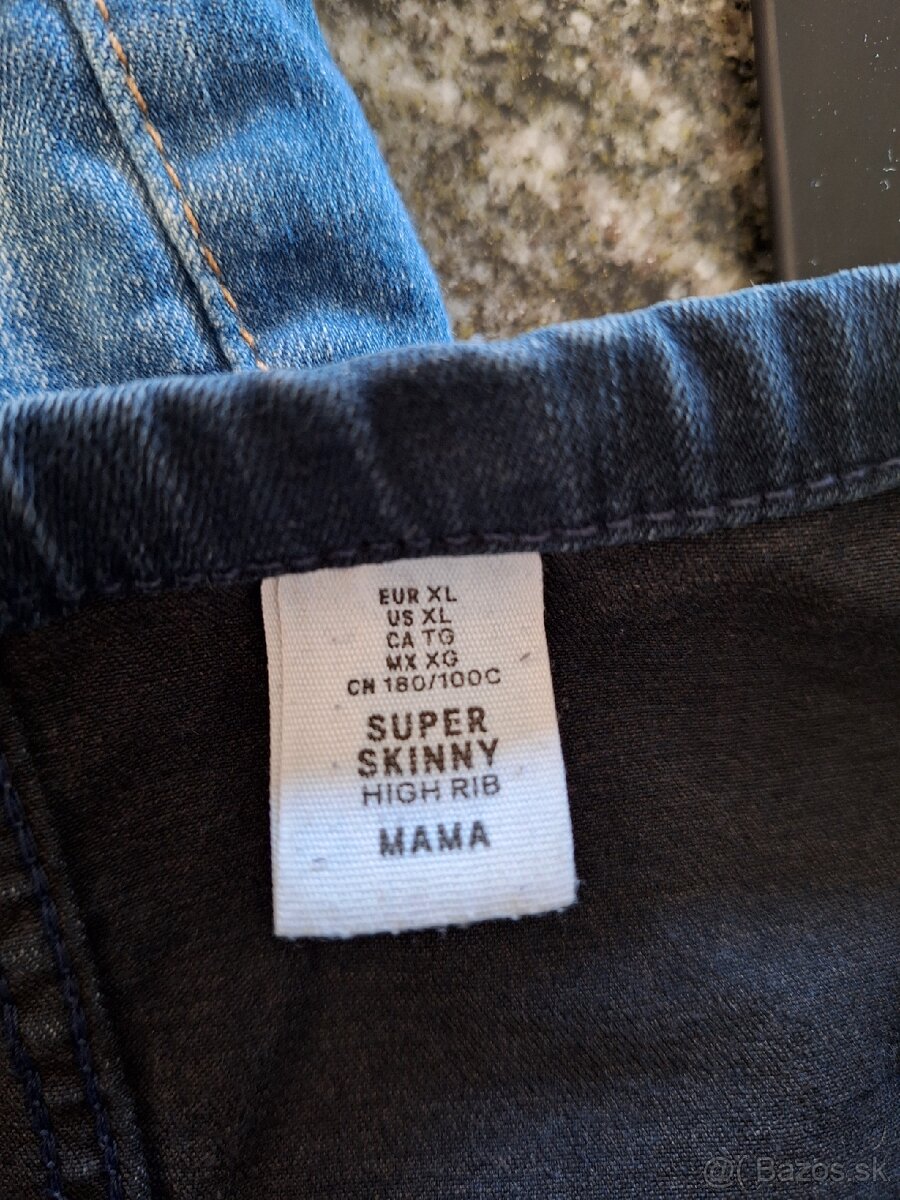 EUR XL
US XL
CA TG
MX XG
CN 180/100C
SUPER
SKINNY
HIGH RIB
MAMA
@( Bazos.sk